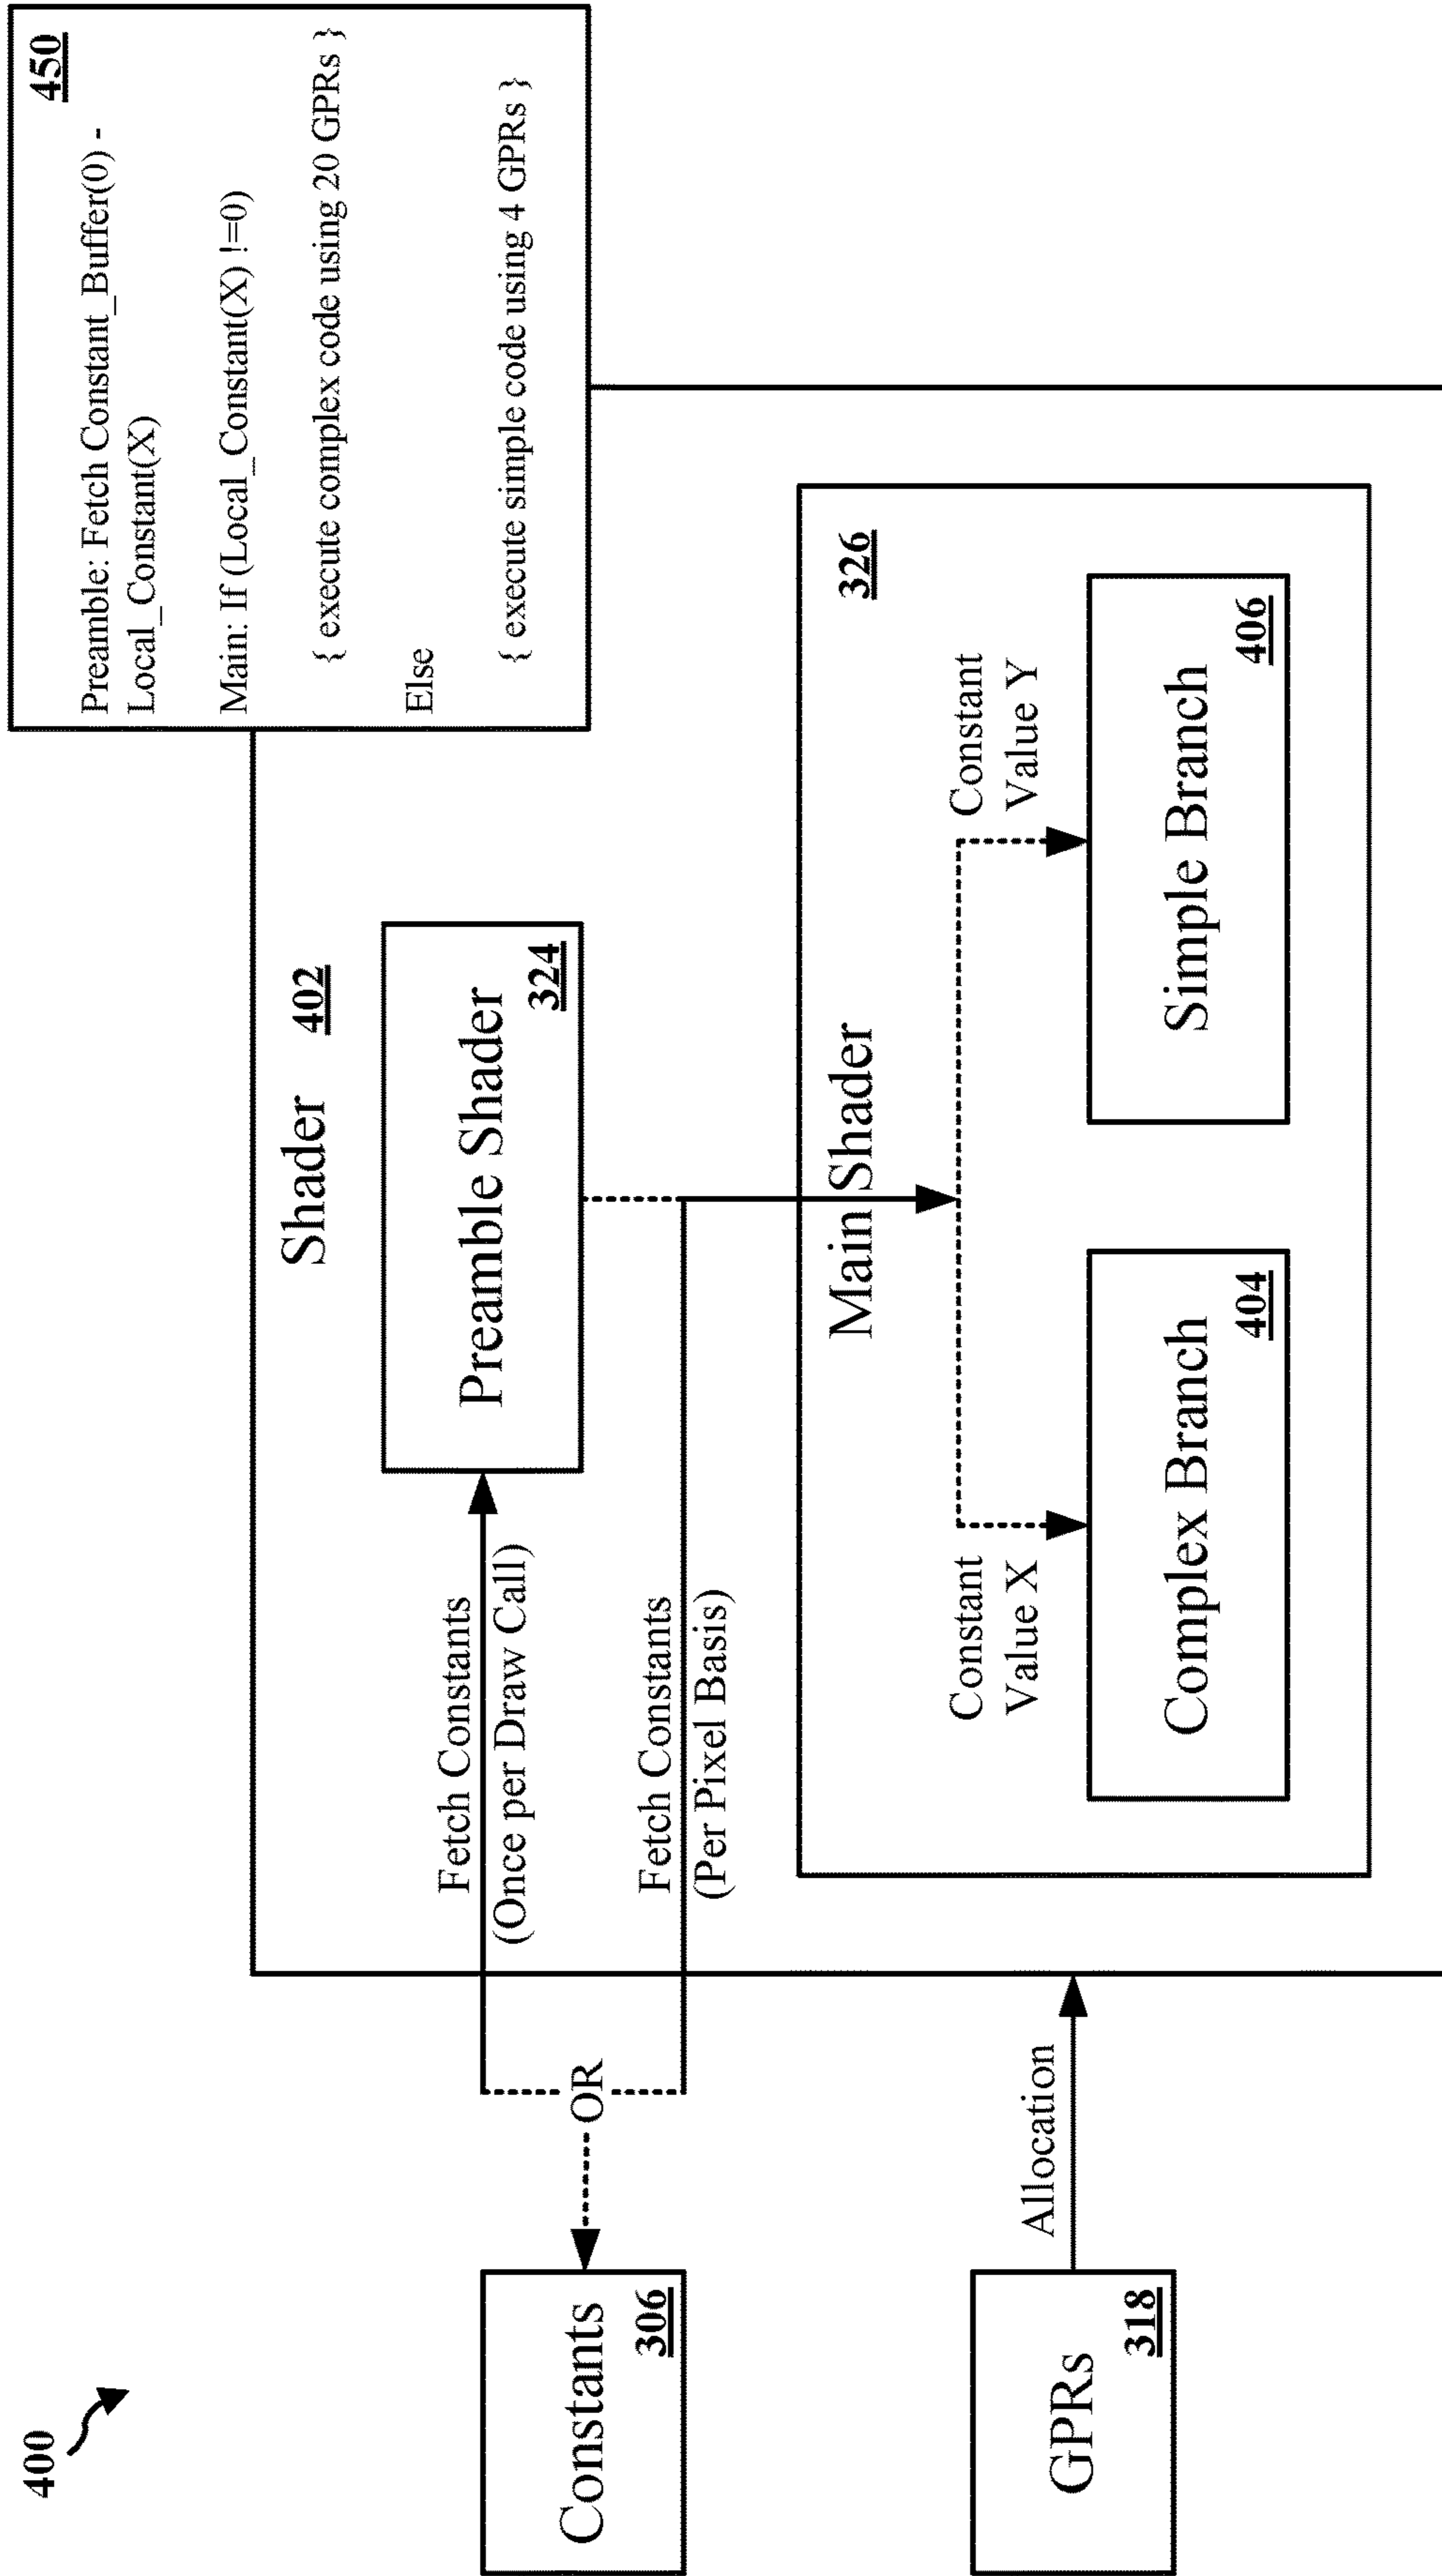 400
450
Preamble: Fetch Constant_Buffer(0) -
Local_Constant(X)
Main: If (Local_Constant(X) !=0)
{ execute complex code using 20 GPRs }
Else
{ execute simple code using 4 GPRs }
Shader 402
Constants
306
OR
Fetch Constants
(Once per Draw Call)
Preamble Shader
324
Fetch Constants
(Per Pixel Basis)
Main Shader
326
Constant
Value X
Constant
Value Y
Complex Branch
404
Simple Branch
406
GPRs
318
Allocation